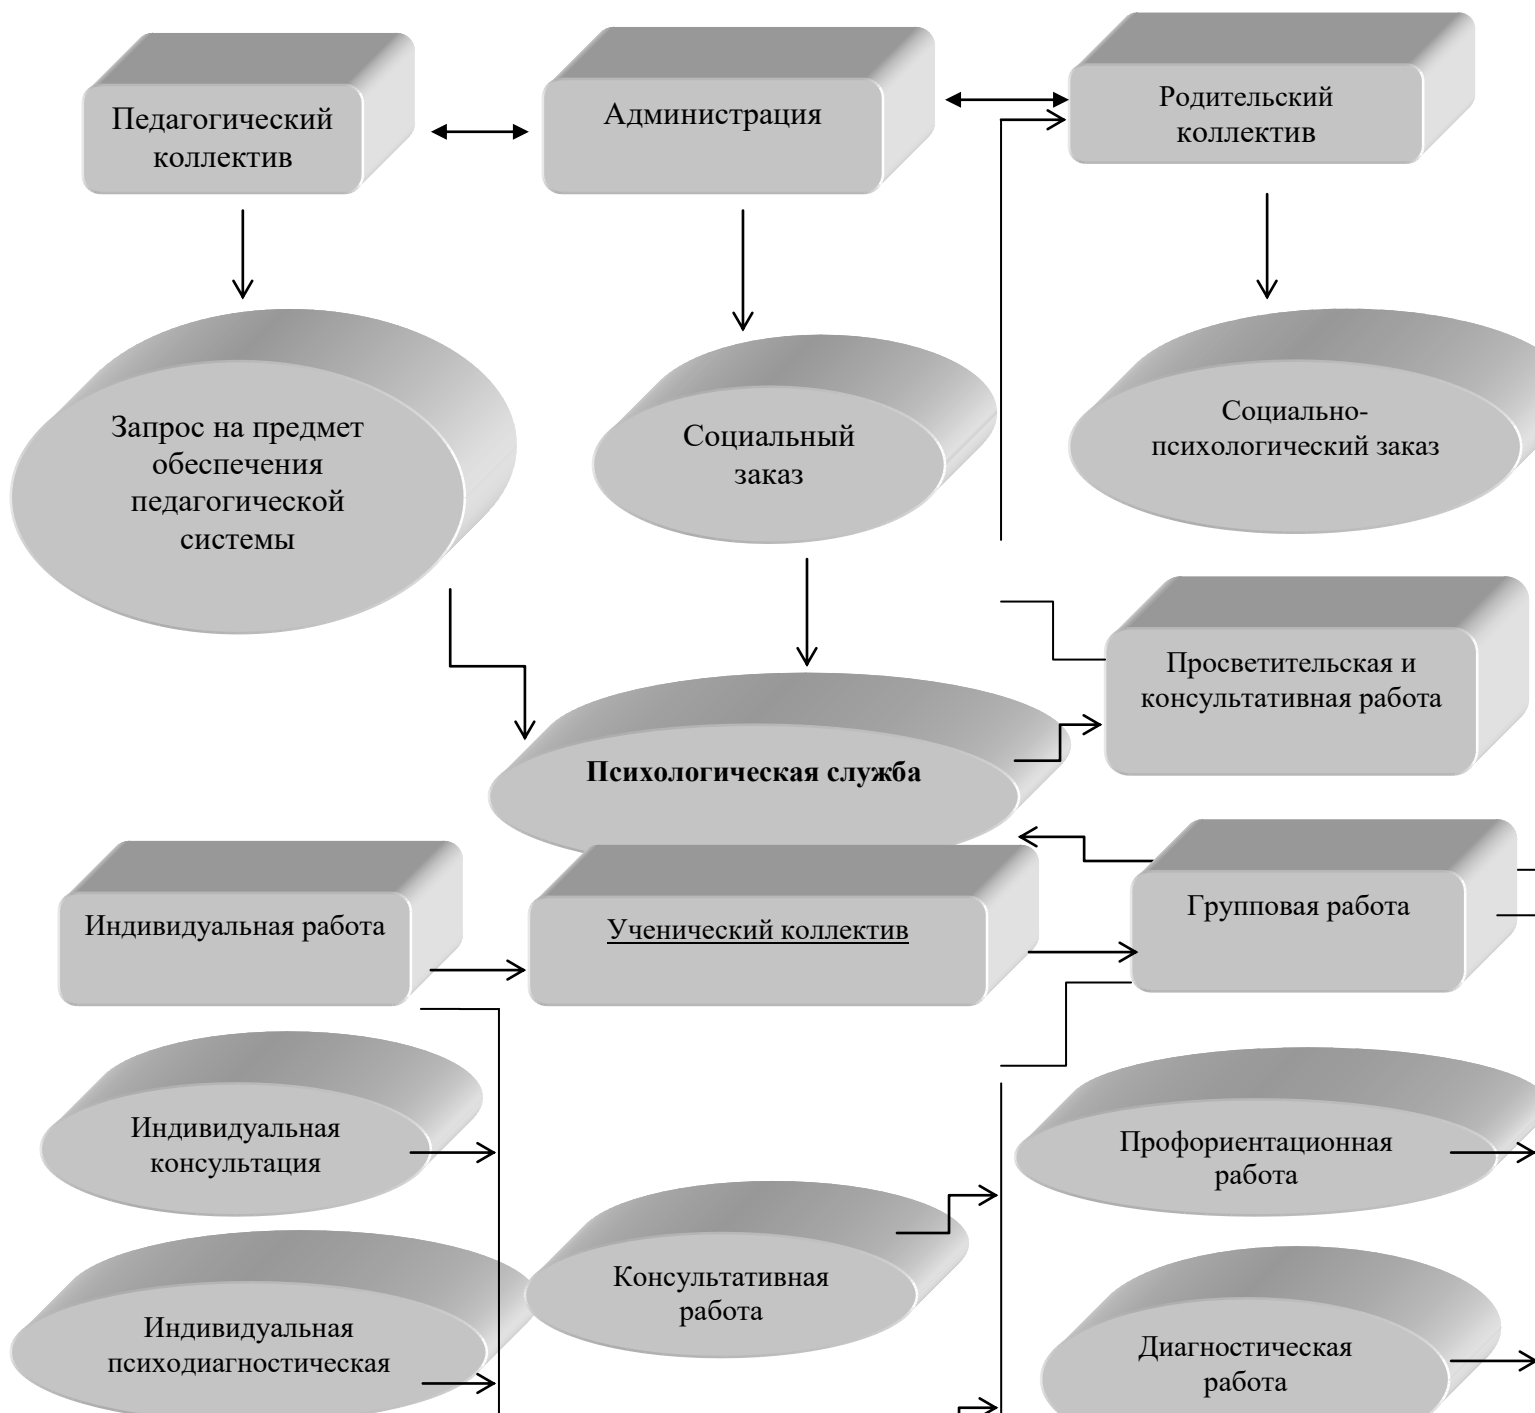 Педагогический
коллектив
Администрация
Родительский
коллектив
Запрос на предмет
обеспечения
педагогической
системы
Социальный
заказ
Социально-
психологический заказ
Просветительская и
консультативная работа
Психологическая служба
Индивидуальная работа
Ученический коллектив
Групповая работа
Индивидуальная
консультация
Профориентационная
работа
Консультативная
работа
Индивидуальная
психодиагностическая
Диагностическая
работа